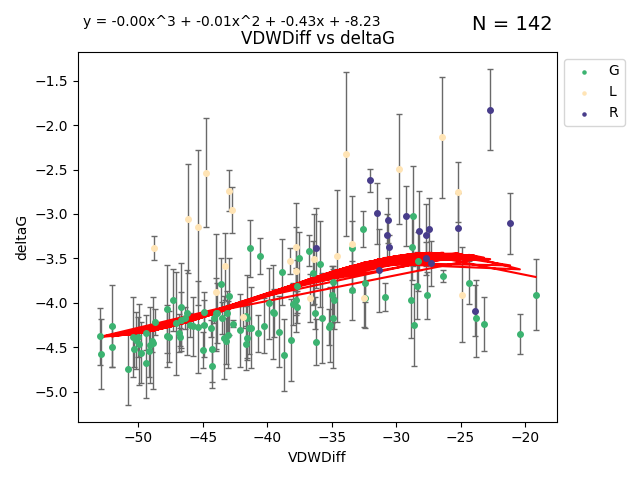 y = -0.00x^3 + -0.01x^2 + -0.43x + -8.23
N = 142
VDWDiff vs deltaG
G
L
R
−1.5
−2.0
−2.5
−3.0
−3.5
−4.0
−4.5
−5.0
deltaG
−50 −45 −40 −35 −30 −25 −20
VDWDiff